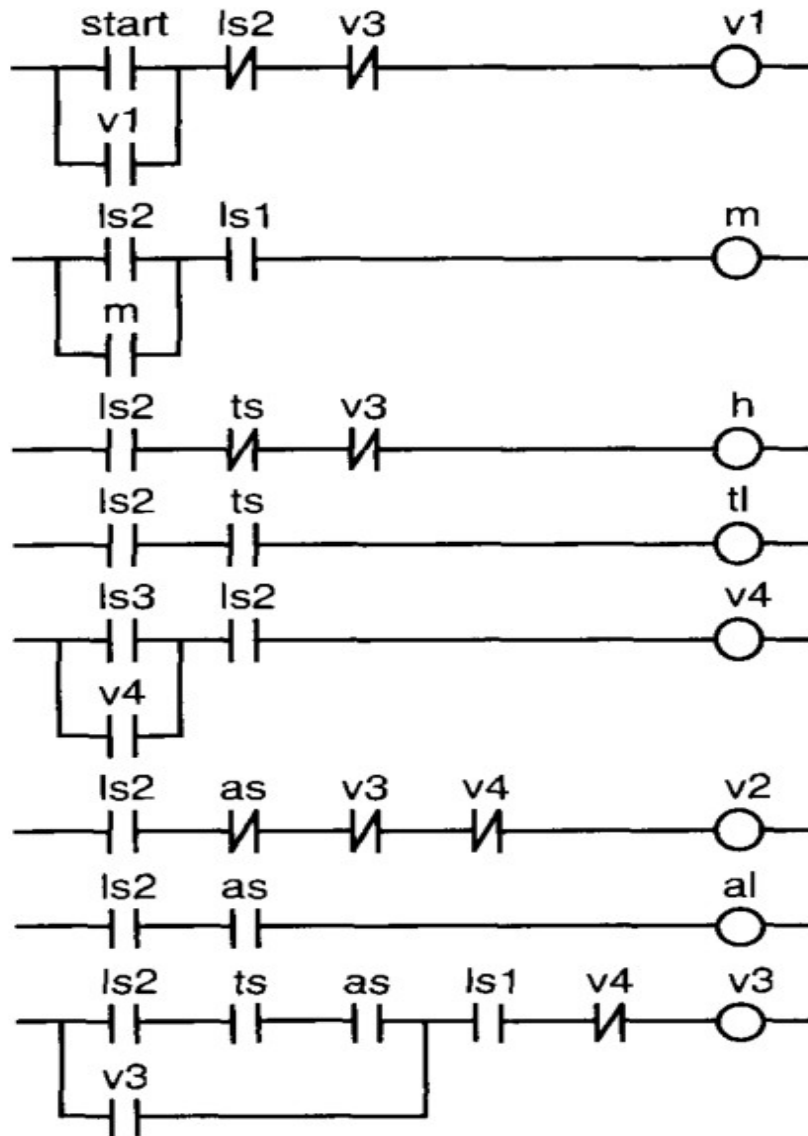 start ls2 v3 v1
v1
ls2 ls1 m
m
ls2 ts v3 h
ls2 ts tl
ls3 ls2 v4
v4
ls2 as v3 v4 v2
ls2 as al
ls2 ts as ls1 v4 v3
v3